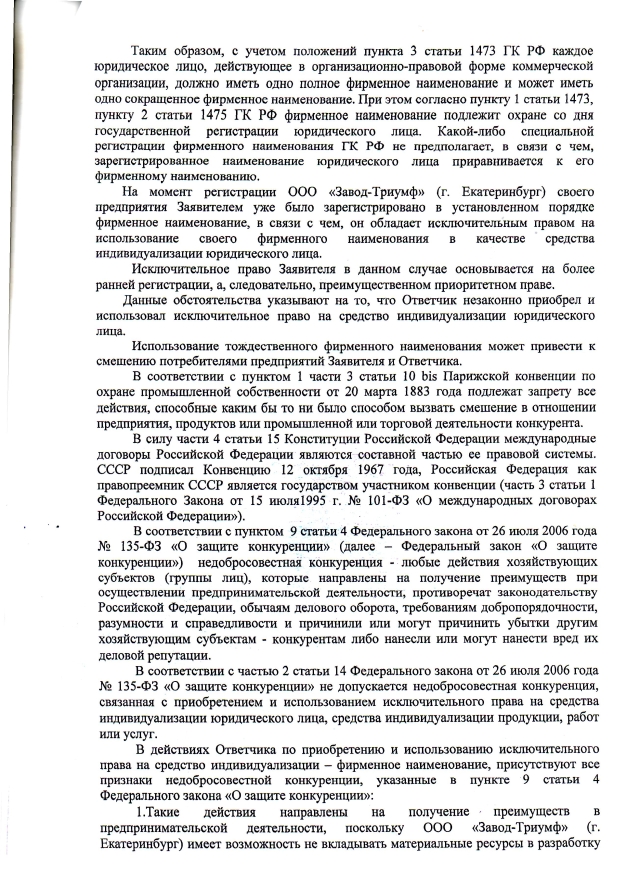 Таким образом, с учетом положений пункта 3 статьи 1473 ГК РФ каждое
юридическое лицо, действующее в организационно-правовой форме коммерческой
организации, должно иметь одно полное фирменное наименование и может иметь
одно сокращенное фирменное наименование. При этом согласно пункту 1 статьи 1473,
пункту 2 статьи 1475 ГК РФ фирменное наименование подлежит охране со дня
государственной регистрации юридического лица. Какой-либо специальной
регистрации фирменного наименования ГК РФ не предполагает, в связи с чем,
зарегистрированное наименование юридического лица приравнивается к его
фирменному наименованию.
На момент регистрации ООО «Завод-Триумф» (г. Екатеринбург) своего
предприятия Заявителем уже было зарегистрировано в установленном порядке
фирменное наименование, в связи с чем, он обладает исключительным правом на
использование своего фирменного наименования в качестве средства
индивидуализации юридического лица.
Исключительное право Заявителя в данном случае основывается на более
ранней регистрации, а, следовательно, преимущественном приоритетном праве.
Данные обстоятельства указывают на то, что Ответчик незаконно приобрел и
использовал исключительное право на средство индивидуализации юридического
лица.
Использование тождественного фирменного наименования может привести к
смешению потребителями предприятий Заявителя и Ответчика.
В соответствии с пунктом 1 части 3 статьи 10 bis Парижской конвенции по
охране промышленной собственности от 20 марта 1883 года подлежат запрету все
действия, способные каким бы то ни было способом вызвать смешение в отношении
предприятия, продуктов или промышленной или торговой деятельности конкурента.
В силу части 4 статьи 15 Конституции Российской Федерации международные
договоры Российской Федерации являются составной частью ее правовой системы.
СССР подписал Конвенцию 12 октября 1967 года, Российская Федерация как
правопреемник СССР является государством участником конвенции (часть 3 статьи 1
Федерального Закона от 15 июля1995 г. № 101-ФЗ «О международных договорах
Российской Федерации»).
В соответствии с пунктом 9 статьи 4 Федерального закона от 26 июля 2006 года
№ 135-ФЗ «О защите конкуренции» (далее – Федеральный закон «О защите
конкуренции») недобросовестная конкуренция - любые действия хозяйствующих
субъектов (группы лиц), которые направлены на получение преимуществ при
осуществлении предпринимательской деятельности, противоречат законодательству
Российской Федерации, обычаям делового оборота, требованиям добропорядочности,
разумности и справедливости и причинили или могут причинить убытки другим
хозяйствующим субъектам - конкурентам либо нанесли или могут нанести вред их
деловой репутации.
В соответствии с частью 2 статьи 14 Федерального закона от 26 июля 2006 года
№ 135-ФЗ «О защите конкуренции» не допускается недобросовестная конкуренция,
связанная с приобретением и использованием исключительного права на средства
индивидуализации юридического лица, средства индивидуализации продукции, работ
или услуг.
В действиях Ответчика по приобретению и использованию исключительного
права на средство индивидуализации – фирменное наименование, присутствуют все
признаки недобросовестной конкуренции, указанные в пункте 9 статьи 4
Федерального закона «О защите конкуренции»:
1.Такие действия направлены на получение преимуществ в
предпринимательской деятельности, поскольку ООО «Завод-Триумф» (г.
Екатеринбург) имеет возможность не вкладывать материальные ресурсы в разработку